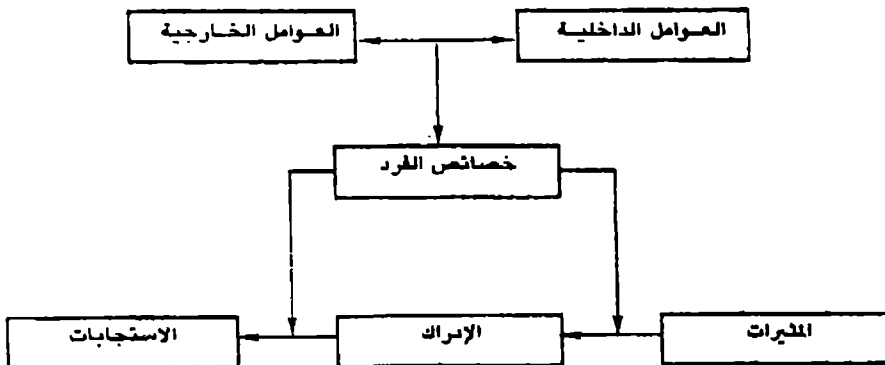 العوامل الداخلية
العوامل الخارجية
خصائص الفرد
المثيرات
الإدراك
الاستجابات